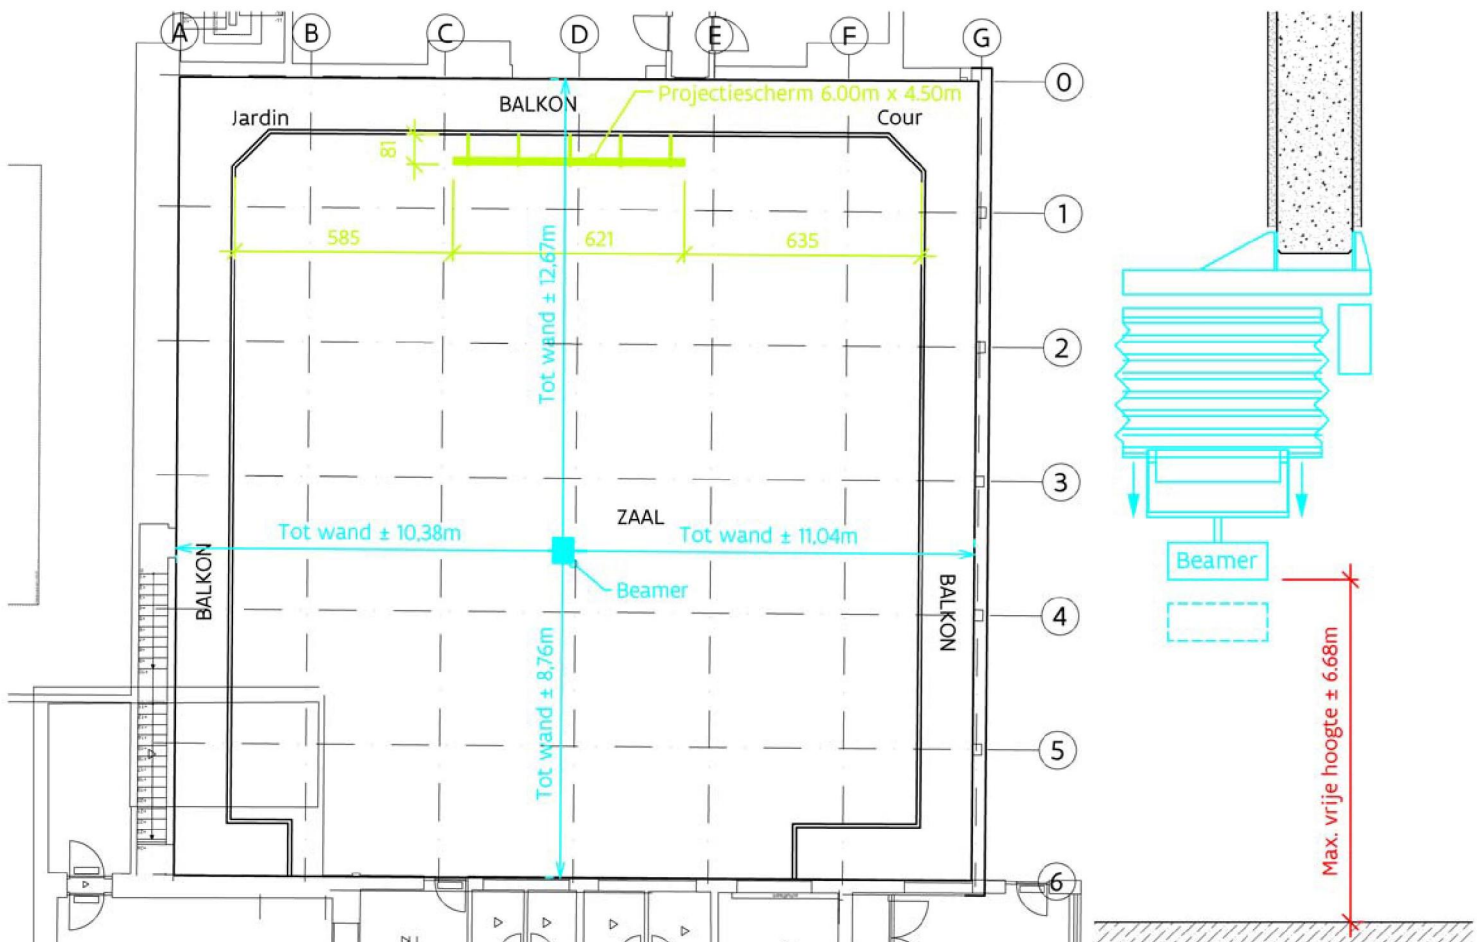 A
B
C
D
E
F
G
0
BALKON
Projectiescherm 6.00m x 4.50m
Jardin
Cour
81
1
585
621
635
Tot wand ± 12,67m
2
3
ZAAL
Tot wand ± 10,38m
Tot wand ± 11,04m
Beamer
BALKON
BALKON
4
Tot wand ± 8,76m
5
6
Beamer
Max. vrije hoogte ± 6.68m